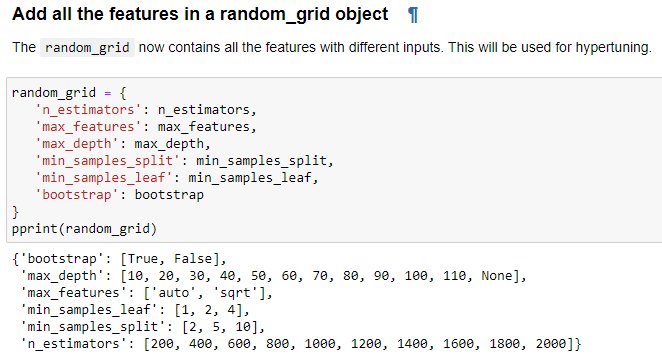 Add all the features in a random_grid object ¶
The random_grid now contains all the features with different inputs. This will be used for hypertuning.
random_grid = {
'n_estimators': n_estimators,
'max_features': max_features,
'max_depth': max_depth,
'min_samples_split': min_samples_split,
'min_samples_leaf': min_samples_leaf,
'bootstrap': bootstrap
}
pprint(random_grid)
{'bootstrap': [True, False],
'max_depth': [10, 20, 30, 40, 50, 60, 70, 80, 90, 100, 110, None],
'max_features': ['auto', 'sqrt'],
'min_samples_leaf': [1, 2, 4],
'min_samples_split': [2, 5, 10],
'n_estimators': [200, 400, 600, 800, 1000, 1200, 1400, 1600, 1800, 2000]}